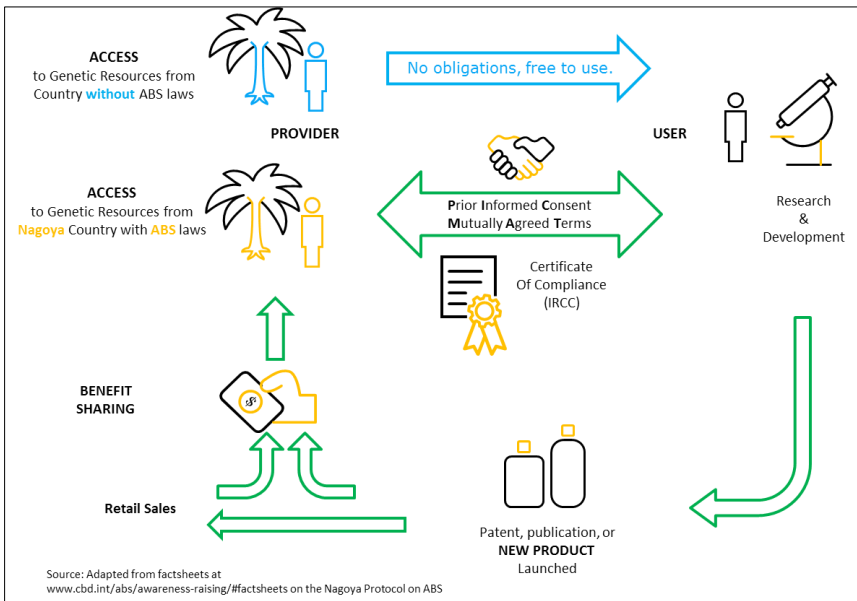 ACCESS
to Genetic Resources from
Country without ABS laws
No obligations, free to use.
PROVIDER
USER
ACCESS
to Genetic Resources from
Nagoya Country with ABS laws
Prior Informed Consent
Mutually Agreed Terms
Research
&
Development
Certificate
Of Compliance
(IRCC)
BENEFIT
SHARING
$
Retail Sales
Patent, publication, or
NEW PRODUCT
Launched
Source: Adapted from factsheets at
www.cbd.int/abs/awareness-raising/#factsheets on the Nagoya Protocol on ABS